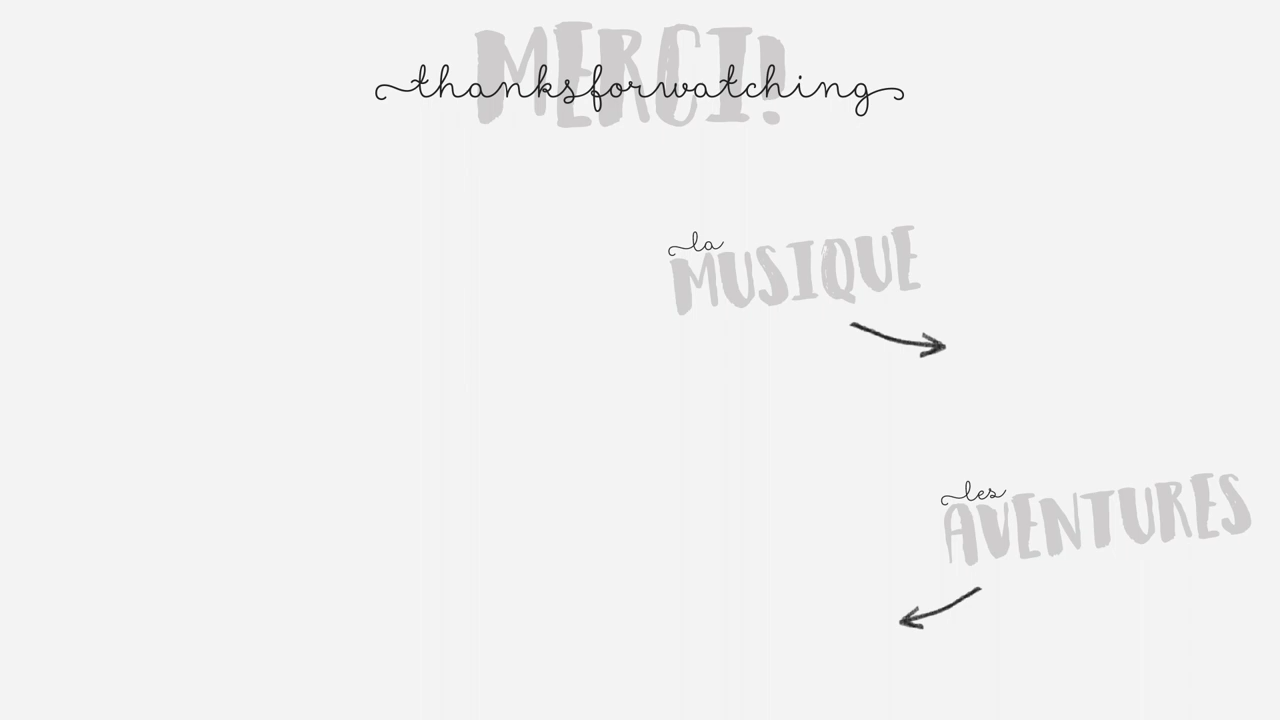 MERCI!
thanksforwatching
la
MUSIQUE
les
AVENTURES